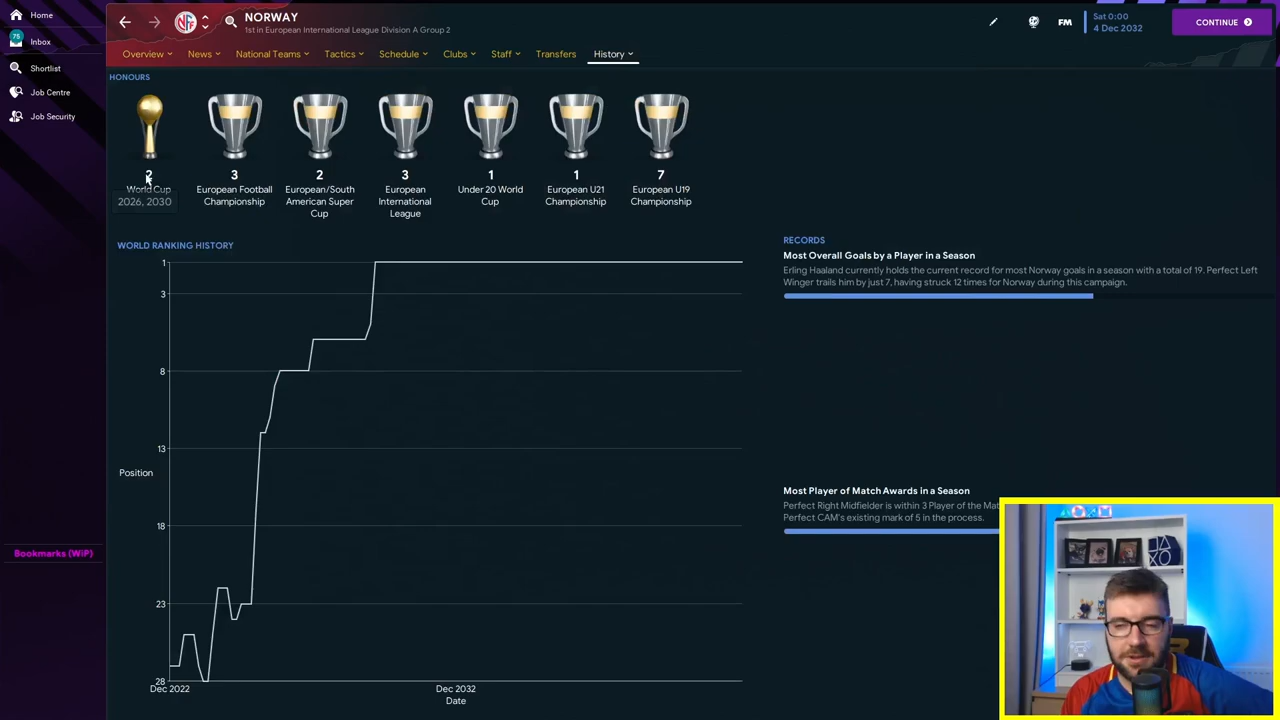 Home
75
Inbox
Shortlist
Job Centre
Job Security
Bookmarks (WiP)
NORWAY
1st in European International League Division A Group 2
FM
Sat 0:00
4 Dec 2032
CONTINUE
Overview
News
National Teams
Tactics
Schedule
Clubs
Staff
Transfers
History
HONOURS
2
World Cup
2026, 2030
3
European Football
Championship
2
European/South
American Super
Cup
3
European
International
League
1
Under 20 World
Cup
1
European U21
Championship
7
European U19
Championship
WORLD RANKING HISTORY
1
3
8
13
Position
18
23
28
Dec 2022
Dec 2032
Date
RECORDS
Most Overall Goals by a Player in a Season
Erling Haaland currently holds the current record for most Norway goals in a season with a total of 19. Perfect Left
Winger trails him by just 7, having struck 12 times for Norway during this campaign.
Most Player of Match Awards in a Season
Perfect Right Midfielder is within 3 Player of the Mat
Perfect CAM's existing mark of 5 in the process.